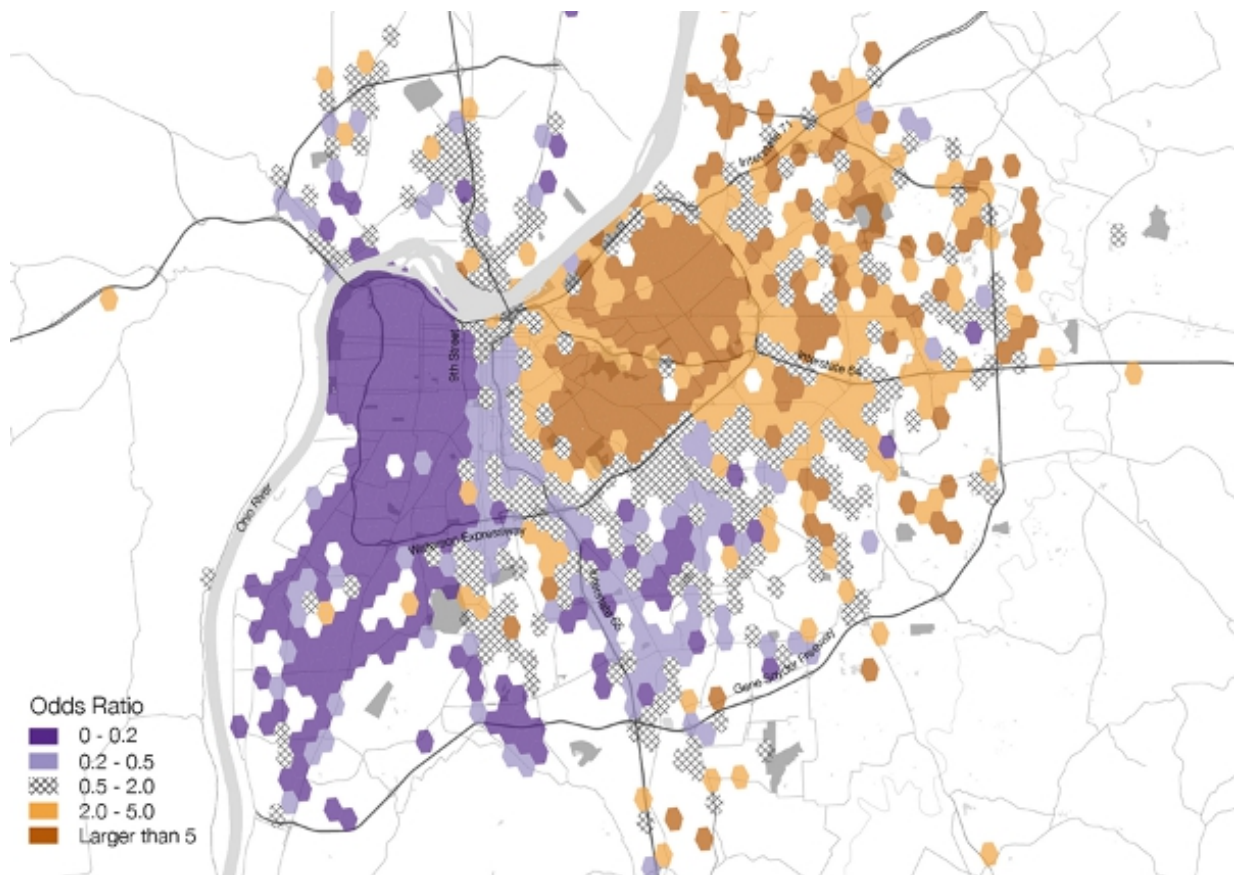 Interstate 71
9th Street
Interstate 64
Ohio River
Watterson Expressway
Interstate 65
Gene Snyder Freeway
Odds Ratio
0 - 0.2
0.2 - 0.5
0.5 - 2.0
2.0 - 5.0
Larger than 5